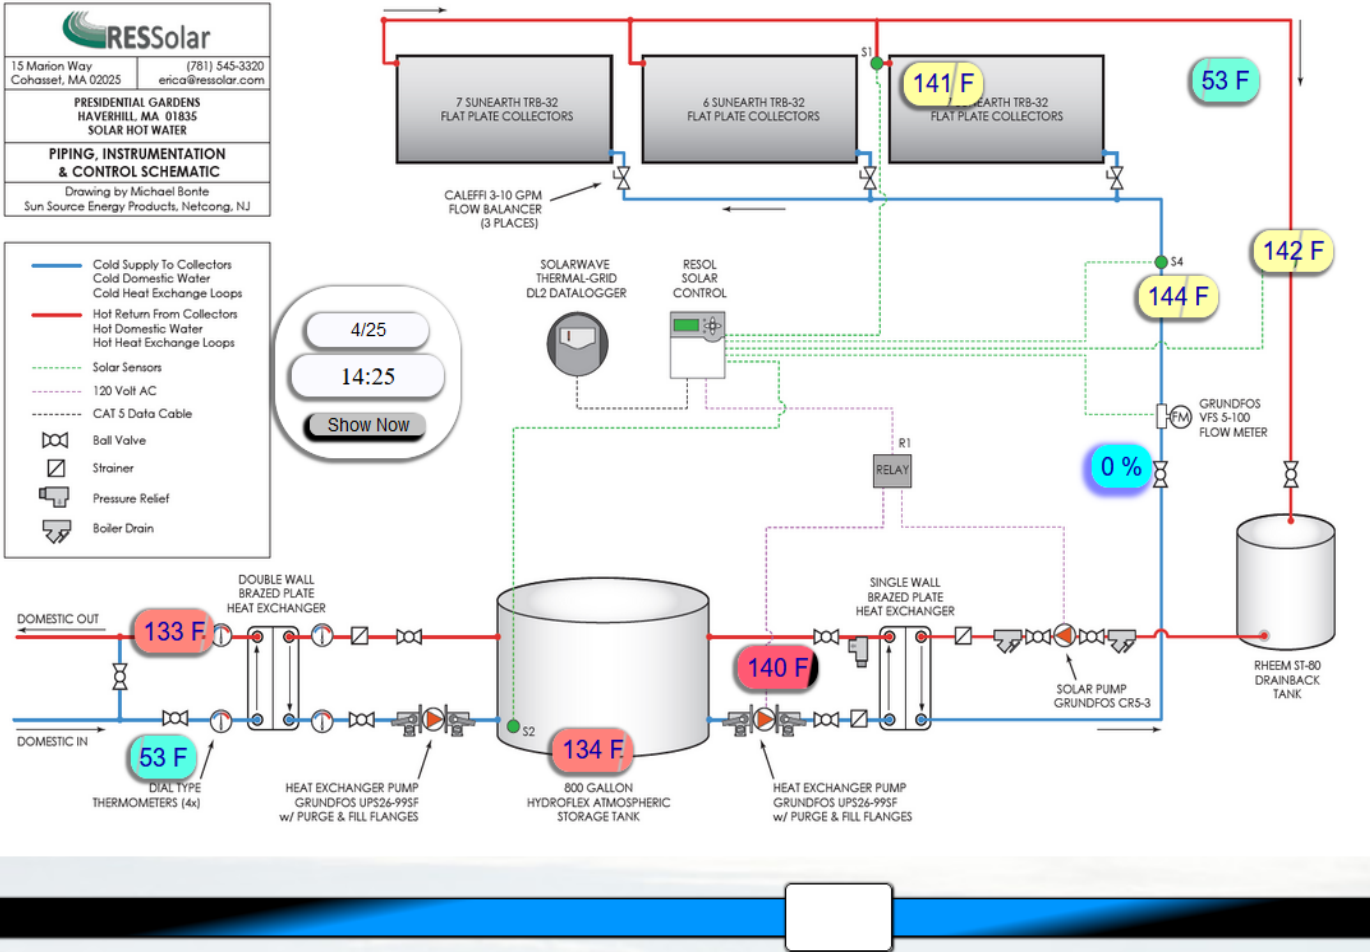 RESSolar
15 Marion Way
Cohasset, MA 02025
(781) 545-3320
erica@ressolar.com
PRESIDENTIAL GARDENS
HAVERHILL, MA 01835
SOLAR HOT WATER
PIPING, INSTRUMENTATION
& CONTROL SCHEMATIC
Drawing by Michael Bonte
Sun Source Energy Products, Netcong, NJ
Cold Supply To Collectors
Cold Domestic Water
Cold Heat Exchange Loops
Hot Return From Collectors
Hot Domestic Water
Hot Heat Exchange Loops
Solar Sensors
120 Volt AC
CAT 5 Data Cable
Ball Valve
Strainer
Pressure Relief
Boiler Drain
4/25
14:25
Show Now
7 SUNEARTH TRB-32
FLAT PLATE COLLECTORS
6 SUNEARTH TRB-32
FLAT PLATE COLLECTORS
S1
141 F
SUNEARTH TRB-32
FLAT PLATE COLLECTORS
53 F
CALEFFI 3-10 GPM
FLOW BALANCER
(3 PLACES)
SOLARWAVE
THERMAL-GRID
DL2 DATALOGGER
RESOL
SOLAR
CONTROL
S4
142 F
144 F
GRUNDFOS
VFS 5-100
FLOW METER
FM
R1
RELAY
0 %
DOUBLE WALL
BRAZED PLATE
HEAT EXCHANGER
SINGLE WALL
BRAZED PLATE
HEAT EXCHANGER
DOMESTIC OUT
133 F
140 F
SOLAR PUMP
GRUNDFOS CR5-3
RHEEM ST-80
DRAINBACK
TANK
DOMESTIC IN
53 F
S2
134 F
DIAL TYPE
THERMOMETERS (4x)
HEAT EXCHANGER PUMP
GRUNDFOS UPS26-99SF
w/ PURGE & FILL FLANGES
800 GALLON
HYDROFLEX ATMOSPHERIC
STORAGE TANK
HEAT EXCHANGER PUMP
GRUNDFOS UPS26-99SF
w/ PURGE & FILL FLANGES